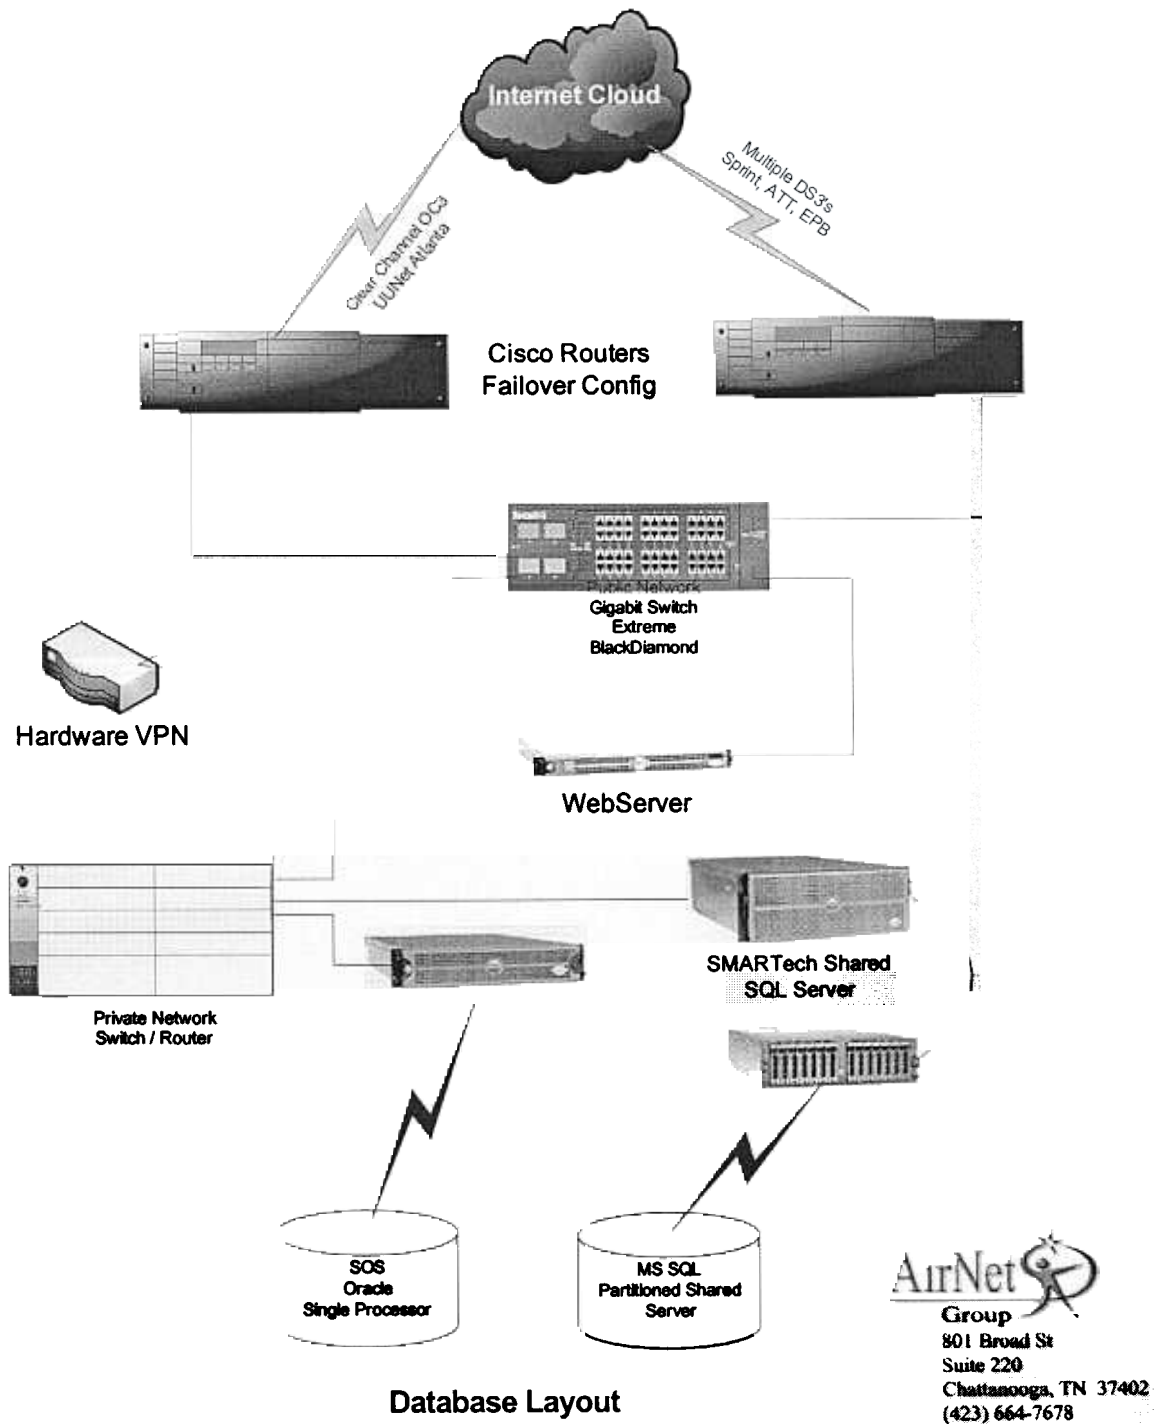 Internet Cloud
Multiple DS3's
Sprint, ATT, EPB
Clear Channel OC3
UUNet Atlanta
Cisco Routers
Failover Config
Public Network
Gigabit Switch
Extreme
BlackDiamond
Hardware VPN
WebServer
SMARTech Shared
SQL Server
Private Network
Switch / Router
SOS
Oracle
Single Processor
MS SQL
Partitioned Shared
Server
AirNet
Group
801 Broad St
Suite 220
Chattanooga, TN 37402
(423) 664-7678
Database Layout